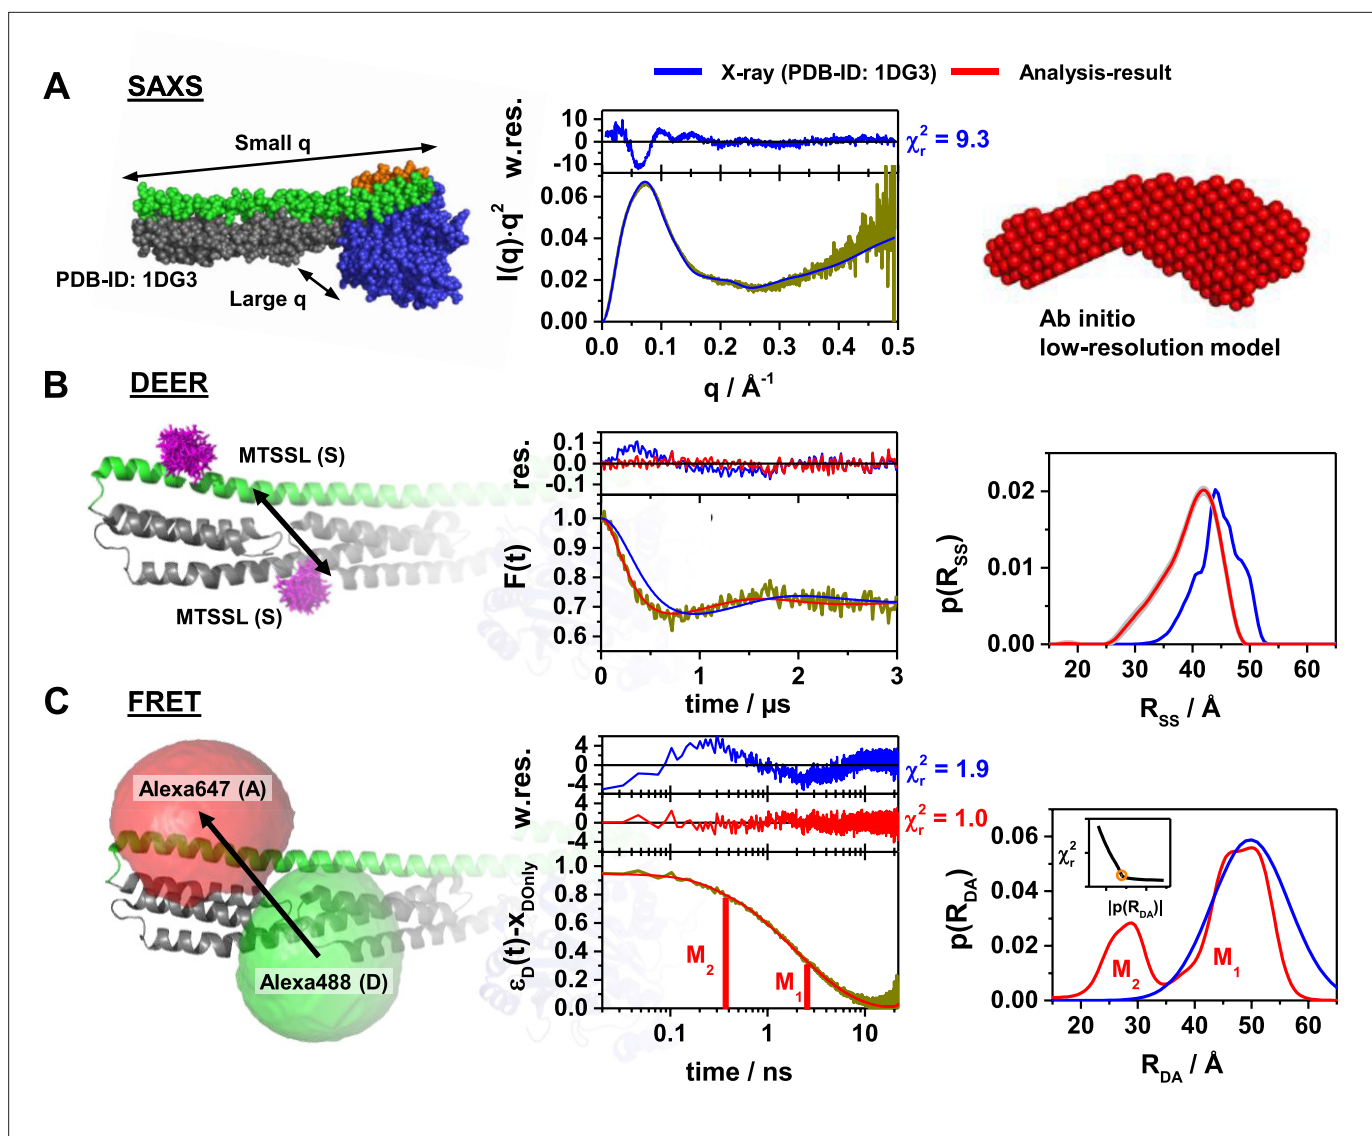 X-ray (PDB-ID: 1DG3) Analysis-result
A SAXS
Small q
PDB-ID: 1DG3
Large q
w.res.
10
0
-10
χr² = 9.3
I(q)·q²
0.06
0.04
0.02
0.00
0.0 0.1 0.2 0.3 0.4 0.5
q / Å⁻¹
Ab initio
low-resolution model
B DEER
MTSSL (S)
MTSSL (S)
res.
0.1
0.0
-0.1
F(t)
1.0
0.9
0.8
0.7
0.6
0 1 2 3
time / µs
p(R_SS)
0.02
0.01
0.00
20 30 40 50 60
R_SS / Å
C FRET
Alexa647 (A)
Alexa488 (D)
w.res.
4
0
-4
χr² = 1.9
4
0
-4
χr² = 1.0
ε_D(t)-x_DOnly
1.0
0.8
0.6
0.4
0.2
0.0
M₂
M₁
0.1 1 10
time / ns
p(R_DA)
0.06
0.04
0.02
0.00
χr²
|p(R_DA)|
M₂
M₁
20 30 40 50 60
R_DA / Å